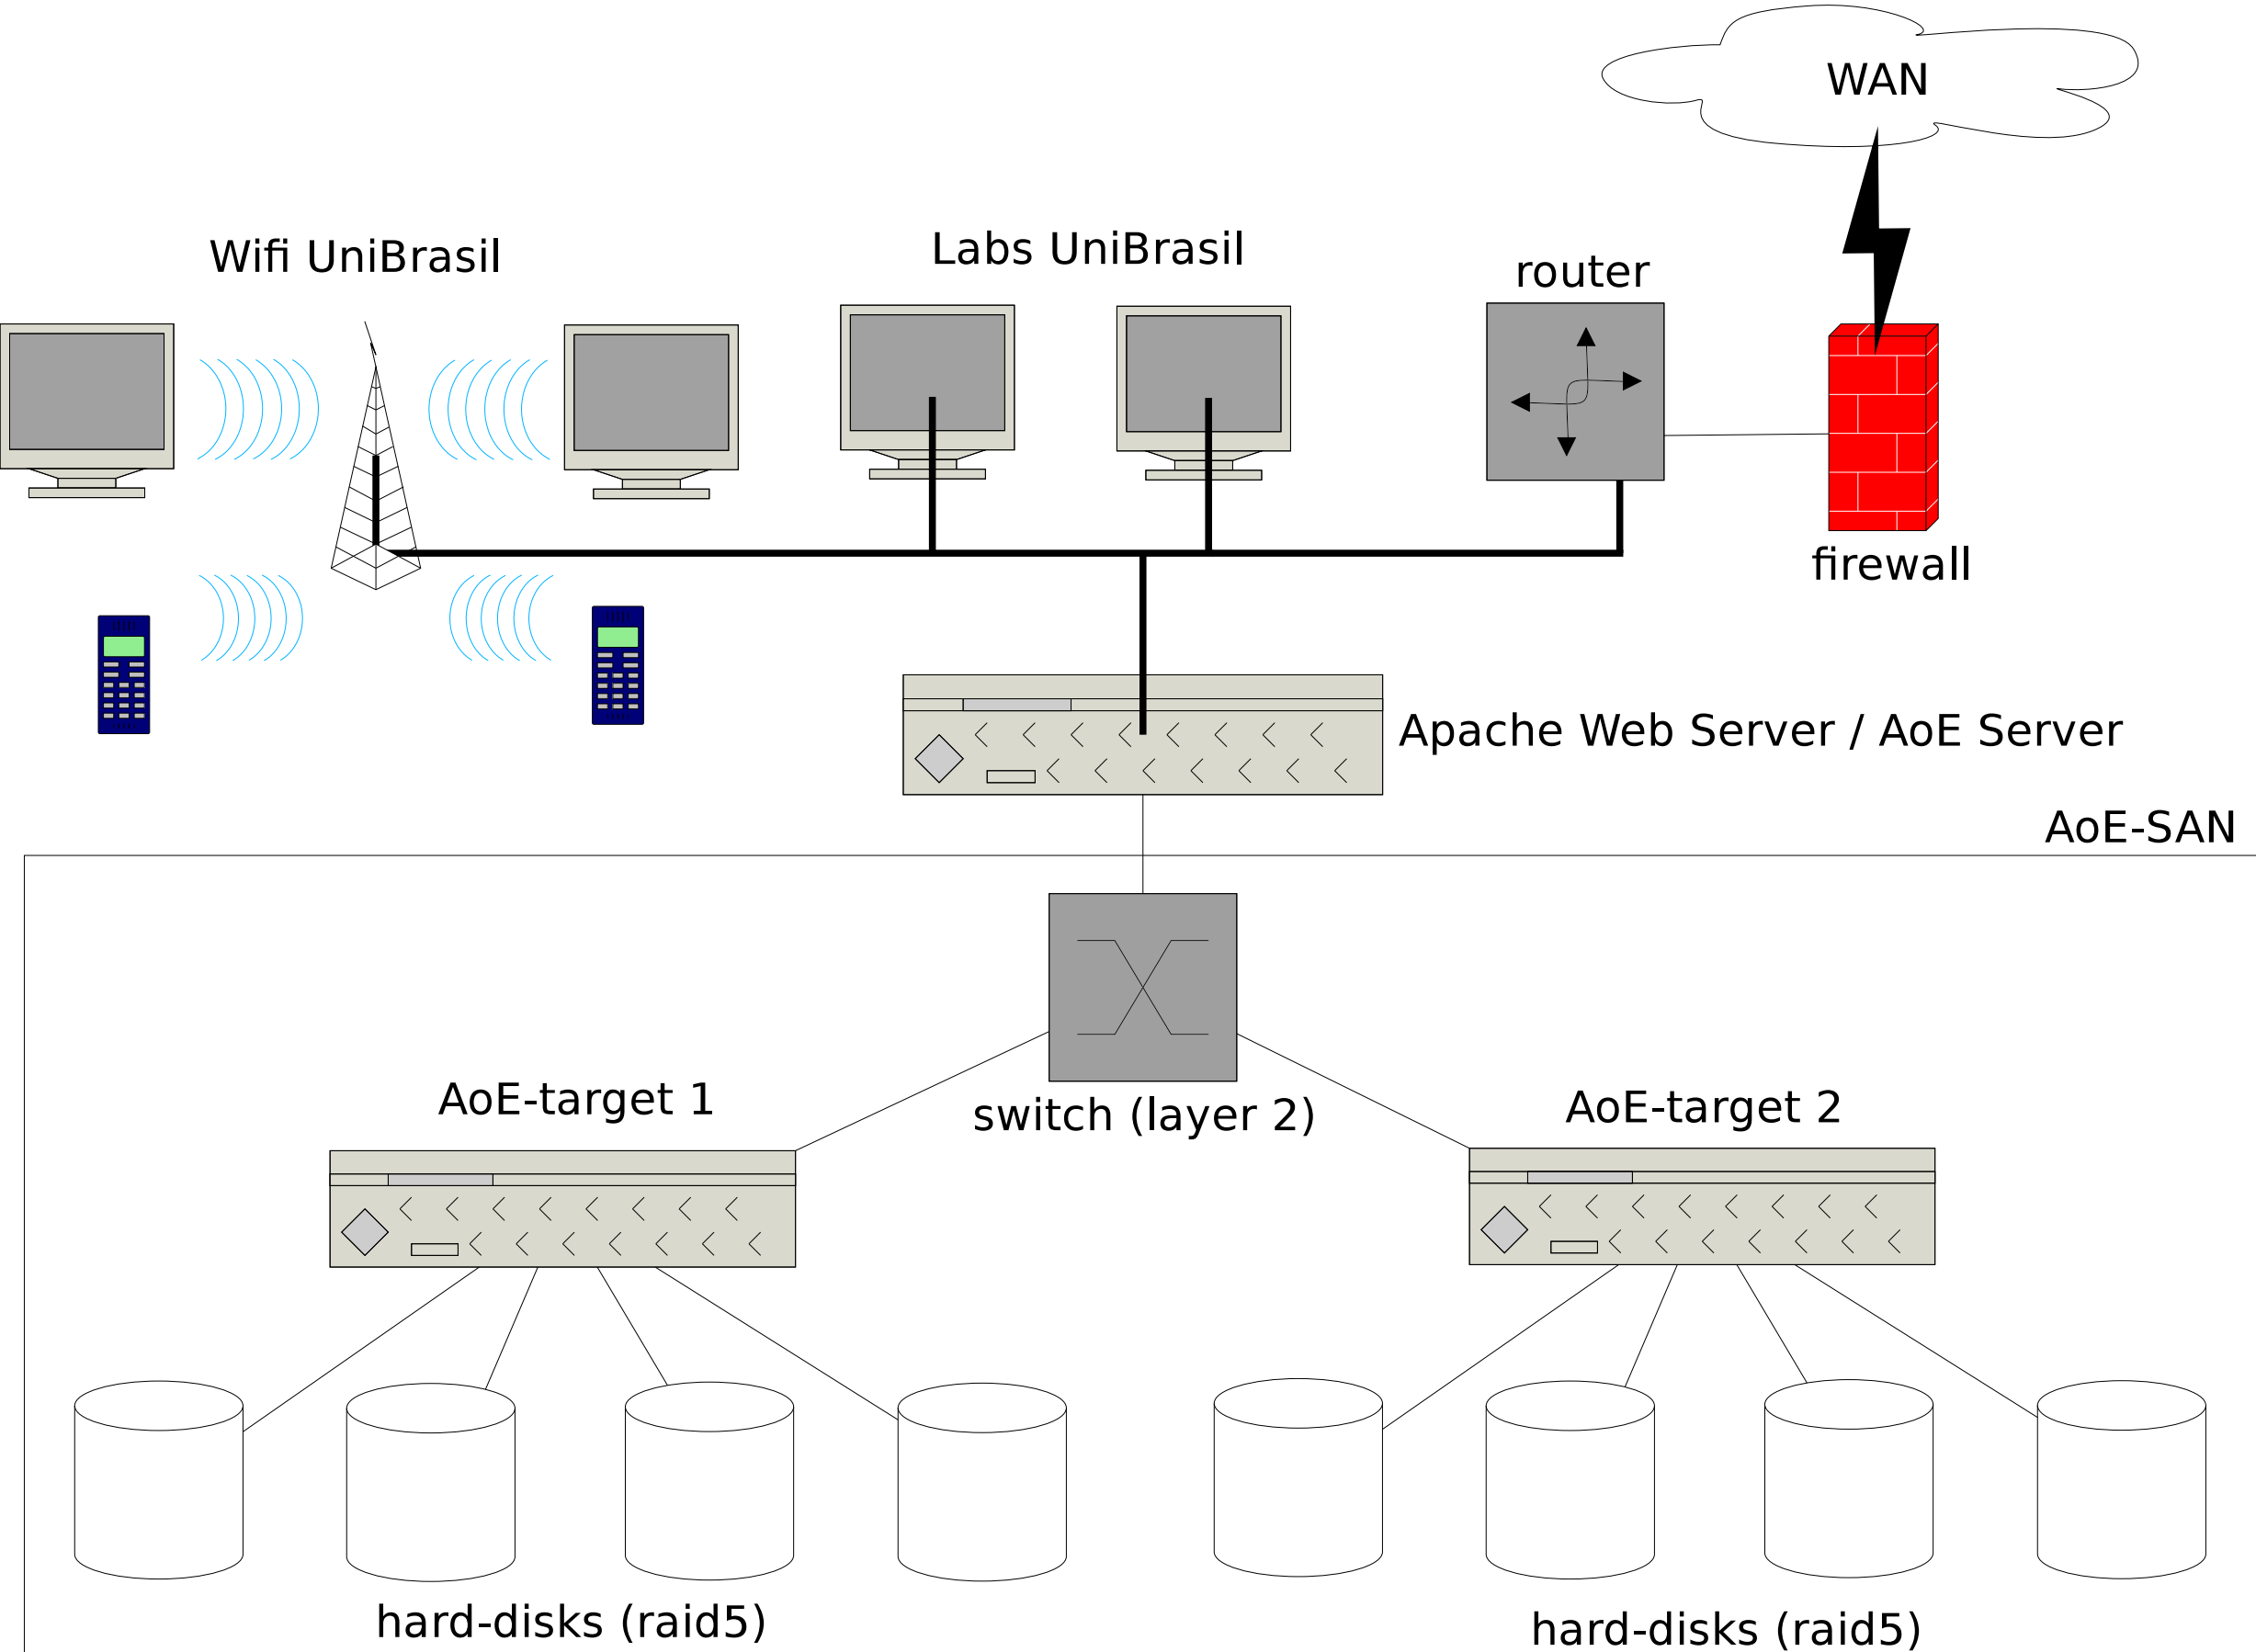 WAN
Wifi UniBrasil
Labs UniBrasil
router
firewall
Apache Web Server / AoE Server
AoE-SAN
AoE-target 1
switch (layer 2)
AoE-target 2
hard-disks (raid5)
hard-disks (raid5)